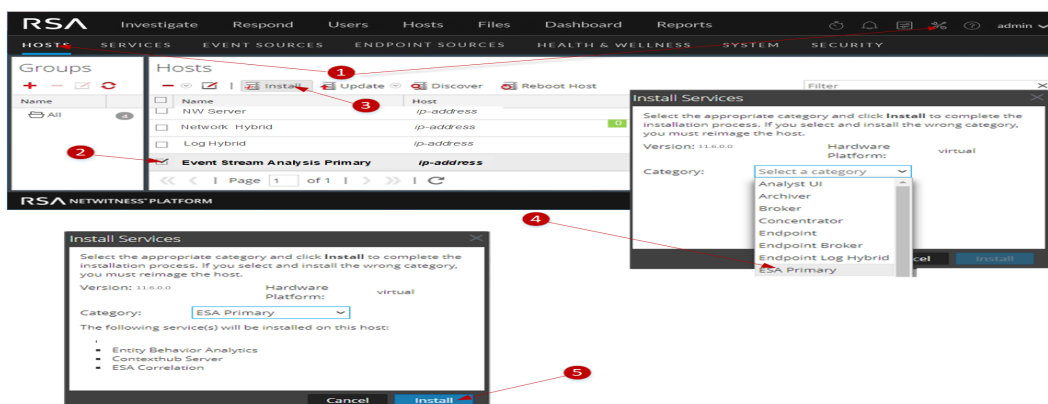 RSA Investigate Respond Users Hosts Files Dashboard Reports admin
HOSTS SERVICES EVENT SOURCES ENDPOINT SOURCES HEALTH & WELLNESS SYSTEM SECURITY
1
Groups
Name
All 4
Hosts
Install Update Discover Reboot Host Filter
3
Name Host
NW Server ip-address
Network Hybrid ip-address 0
Log Hybrid ip-address
2
Event Stream Analysis Primary ip-address
<< < | Page 1 of 1 | > >> |
RSA NETWITNESS PLATFORM
Install Services
Select the appropriate category and click Install to complete the
installation process. If you select and install the wrong category,
you must reimage the host.
Version: 11.6.0.0 Hardware Platform: virtual
Category: Select a category
Analyst UI
Archiver
Broker
Concentrator
Endpoint
Endpoint Broker
Endpoint Log Hybrid
ESA Primary
cel Install
4
Install Services
Select the appropriate category and click Install to complete the
installation process. If you select and install the wrong category,
you must reimage the host.
Version: 11.6.0.0 Hardware Platform: virtual
Category: ESA Primary
The following service(s) will be installed on this host:
Entity Behavior Analytics
Contexthub Server
ESA Correlation
5
Cancel Install